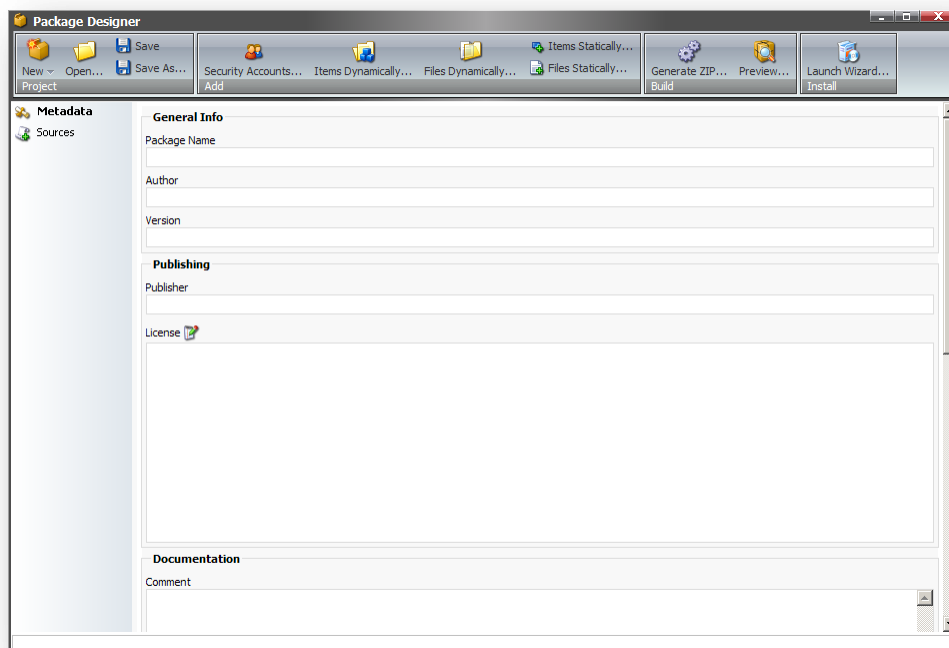 Package Designer
New
Open...
Save
Save As...
Project
Security Accounts...
Items Dynamically...
Files Dynamically...
Items Statically...
Files Statically...
Add
Generate ZIP...
Preview...
Build
Launch Wizard...
Install
Metadata
Sources
General Info
Package Name
Author
Version
Publishing
Publisher
License
Documentation
Comment